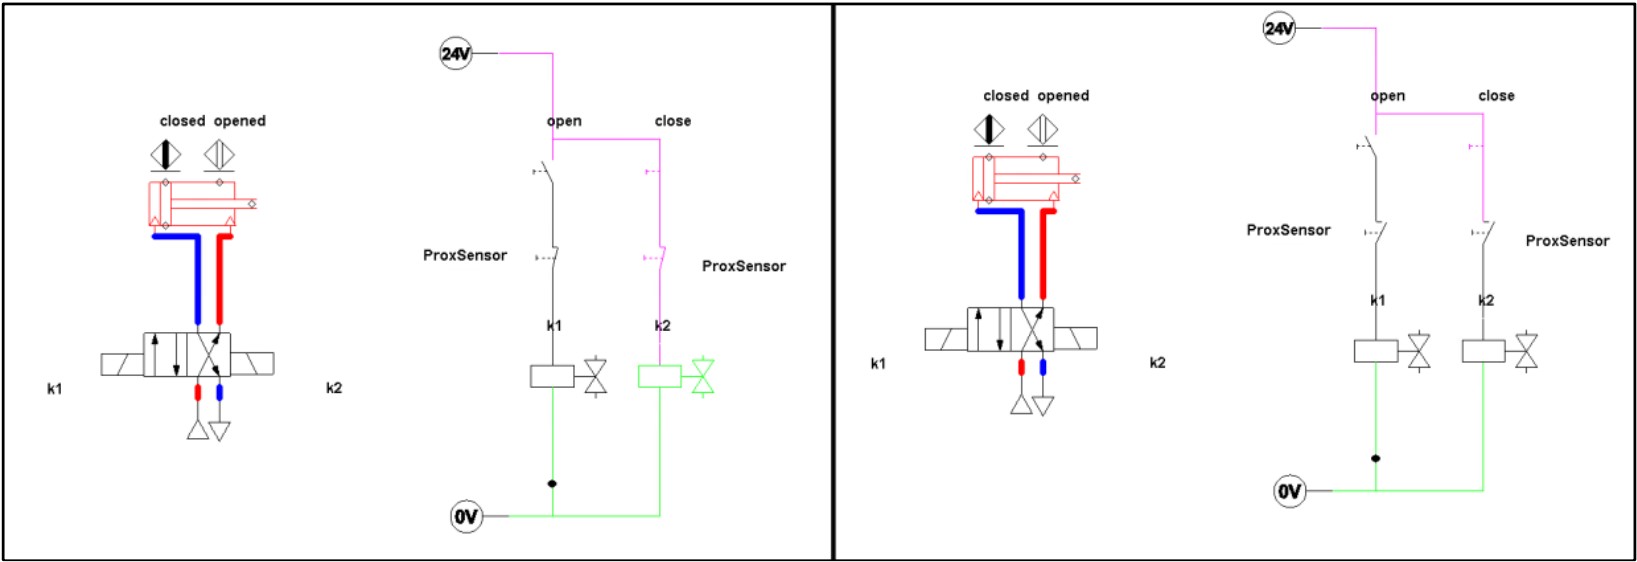 24V
closed opened
open close
ProxSensor
ProxSensor
k1 k2
k1
k2
0V
24V
closed opened
open close
ProxSensor
ProxSensor
k1 k2
k1
k2
0V